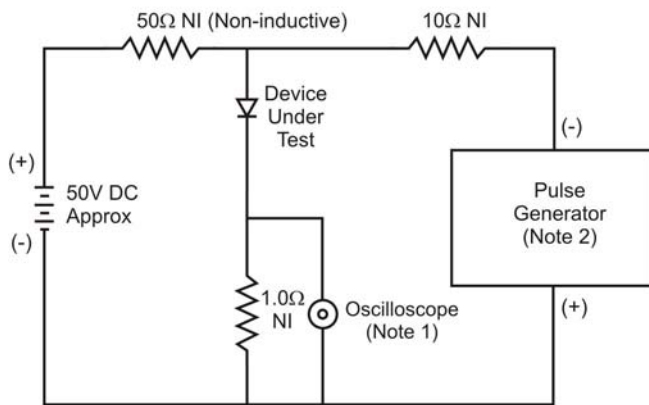 50Ω NI (Non-inductive)
10Ω NI
Device
Under
Test
(+)
50V DC
Approx
(-)
(-)
Pulse
Generator
(Note 2)
(+)
1.0Ω
NI
Oscilloscope
(Note 1)